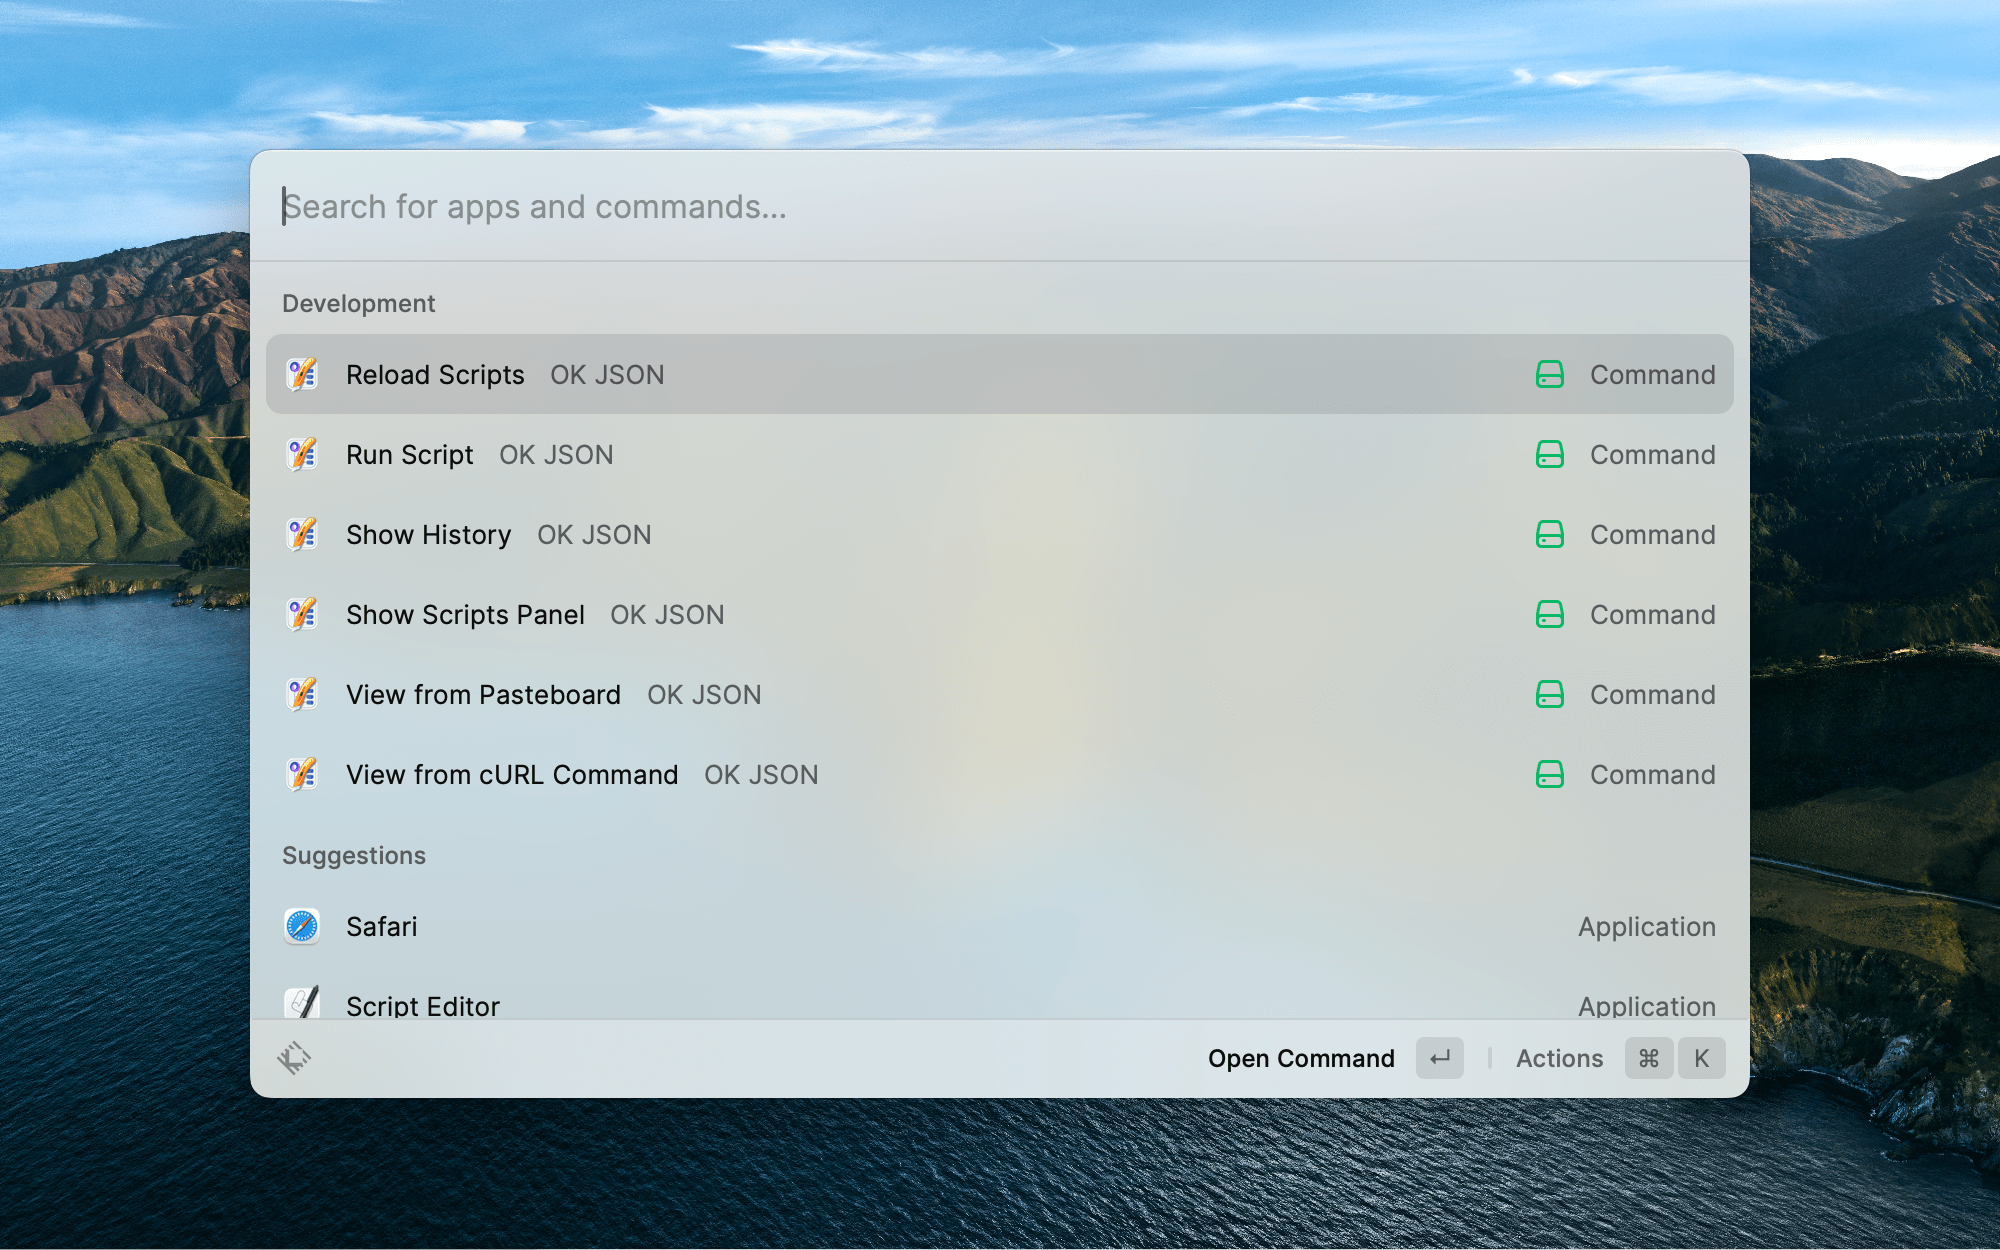 Search for apps and commands...
Development
Reload Scripts OK JSON Command
Run Script OK JSON Command
Show History OK JSON Command
Show Scripts Panel OK JSON Command
View from Pasteboard OK JSON Command
View from cURL Command OK JSON Command
Suggestions
Safari Application
Script Editor Application
Open Command ↵ Actions ⌘ K